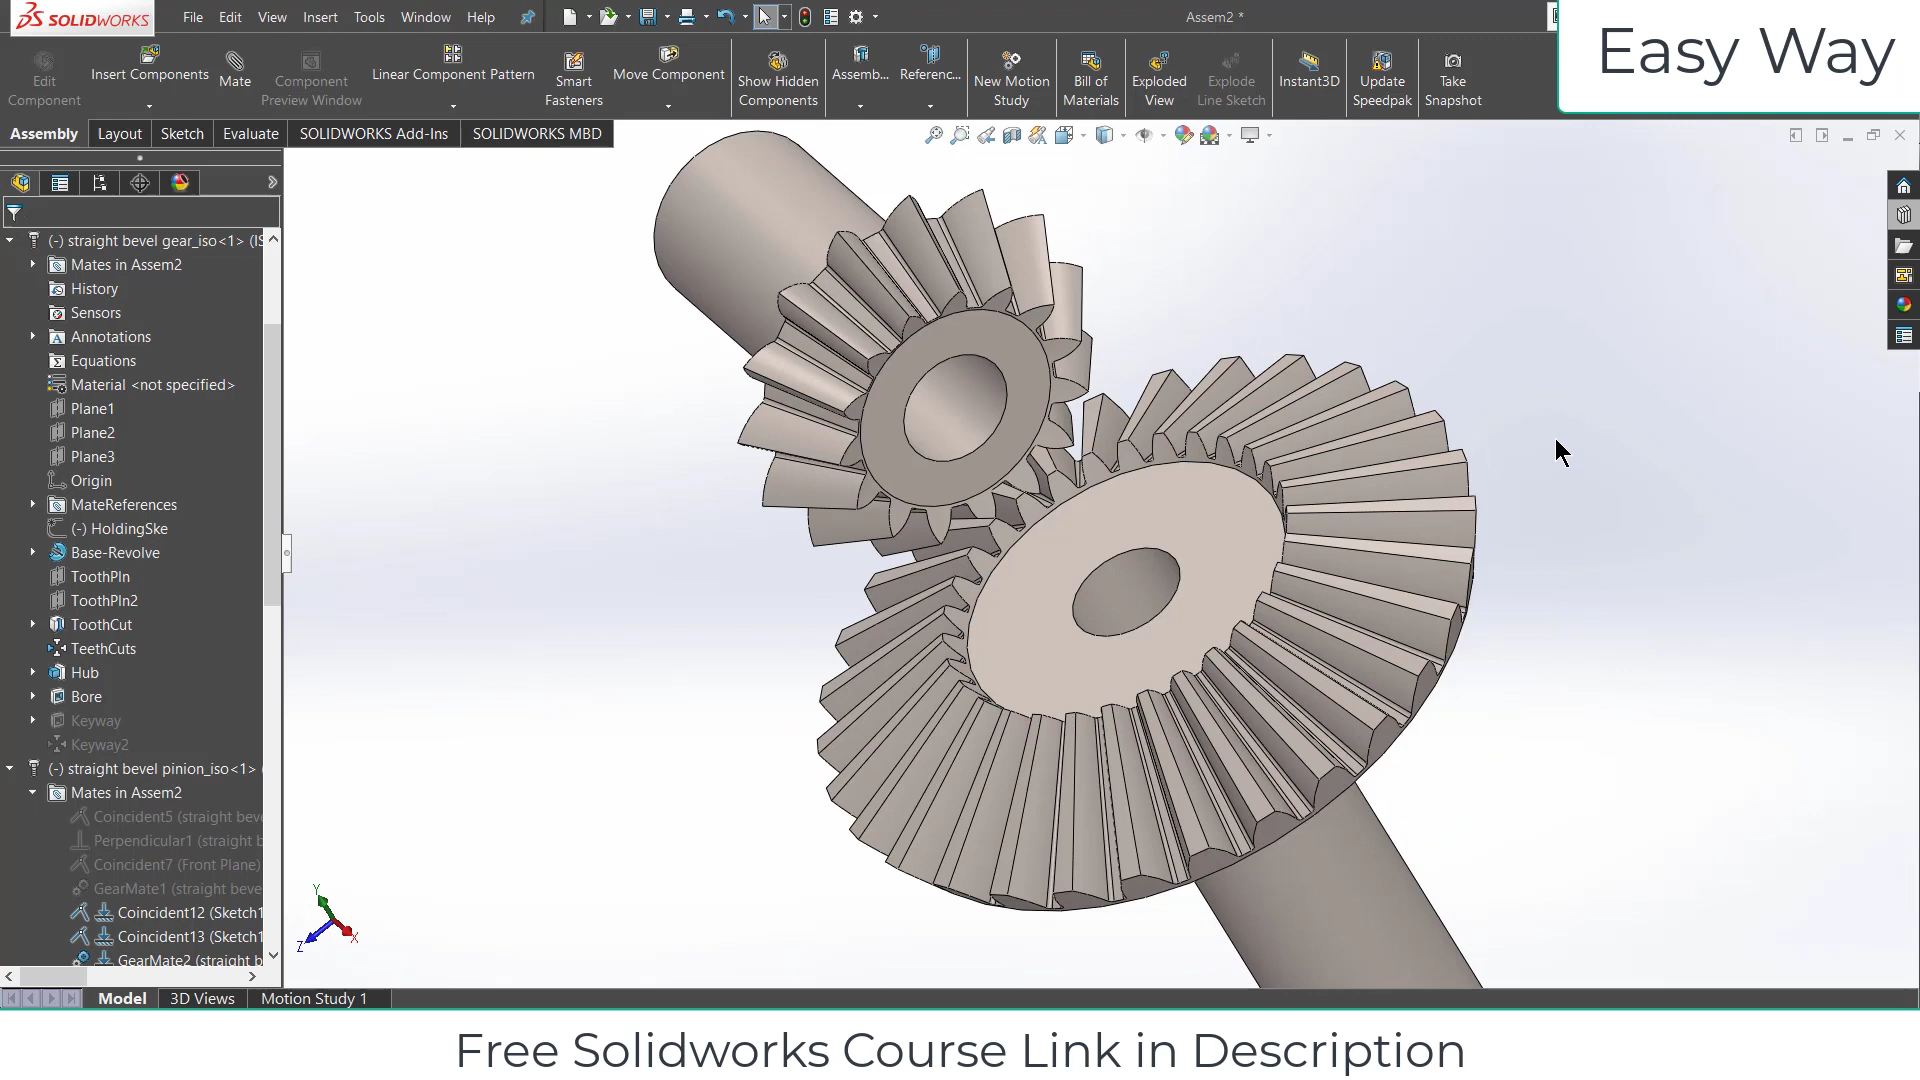 SOLIDWORKS
File Edit View Insert Tools Window Help
Assem2 *
Easy Way
Edit Component
Insert Components
Mate
Component Preview Window
Linear Component Pattern
Smart Fasteners
Move Component
Show Hidden Components
Assemb...
Referenc...
New Motion Study
Bill of Materials
Exploded View
Explode Line Sketch
Instant3D
Update Speedpak
Take Snapshot
Assembly Layout Sketch Evaluate SOLIDWORKS Add-Ins SOLIDWORKS MBD
(-) straight bevel gear_iso<1> (IS
Mates in Assem2
History
Sensors
Annotations
Equations
Material <not specified>
Plane1
Plane2
Plane3
Origin
MateReferences
(-) HoldingSke
Base-Revolve
ToothPln
ToothPln2
ToothCut
TeethCuts
Hub
Bore
Keyway
Keyway2
(-) straight bevel pinion_iso<1> (
Mates in Assem2
Coincident5 (straight beve
Perpendicular1 (straight b
Coincident7 (Front Plane)
GearMate1 (straight beve
Coincident12 (Sketch1
Coincident13 (Sketch1
GearMate2 (straight b
Y
Z
X
Model 3D Views Motion Study 1
Free Solidworks Course Link in Description